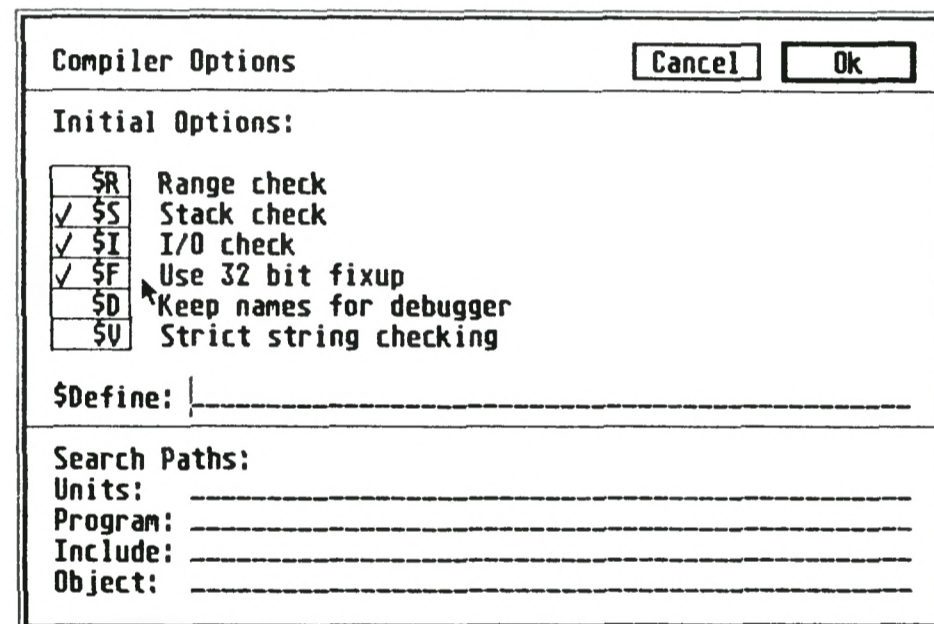 Compiler Options Cancel Ok
Initial Options:
$R Range check
✓ $S Stack check
✓ $I I/O check
✓ $F Use 32 bit fixup
$D Keep names for debugger
$V Strict string checking
$Define:
Search Paths:
Units:
Program:
Include:
Object: